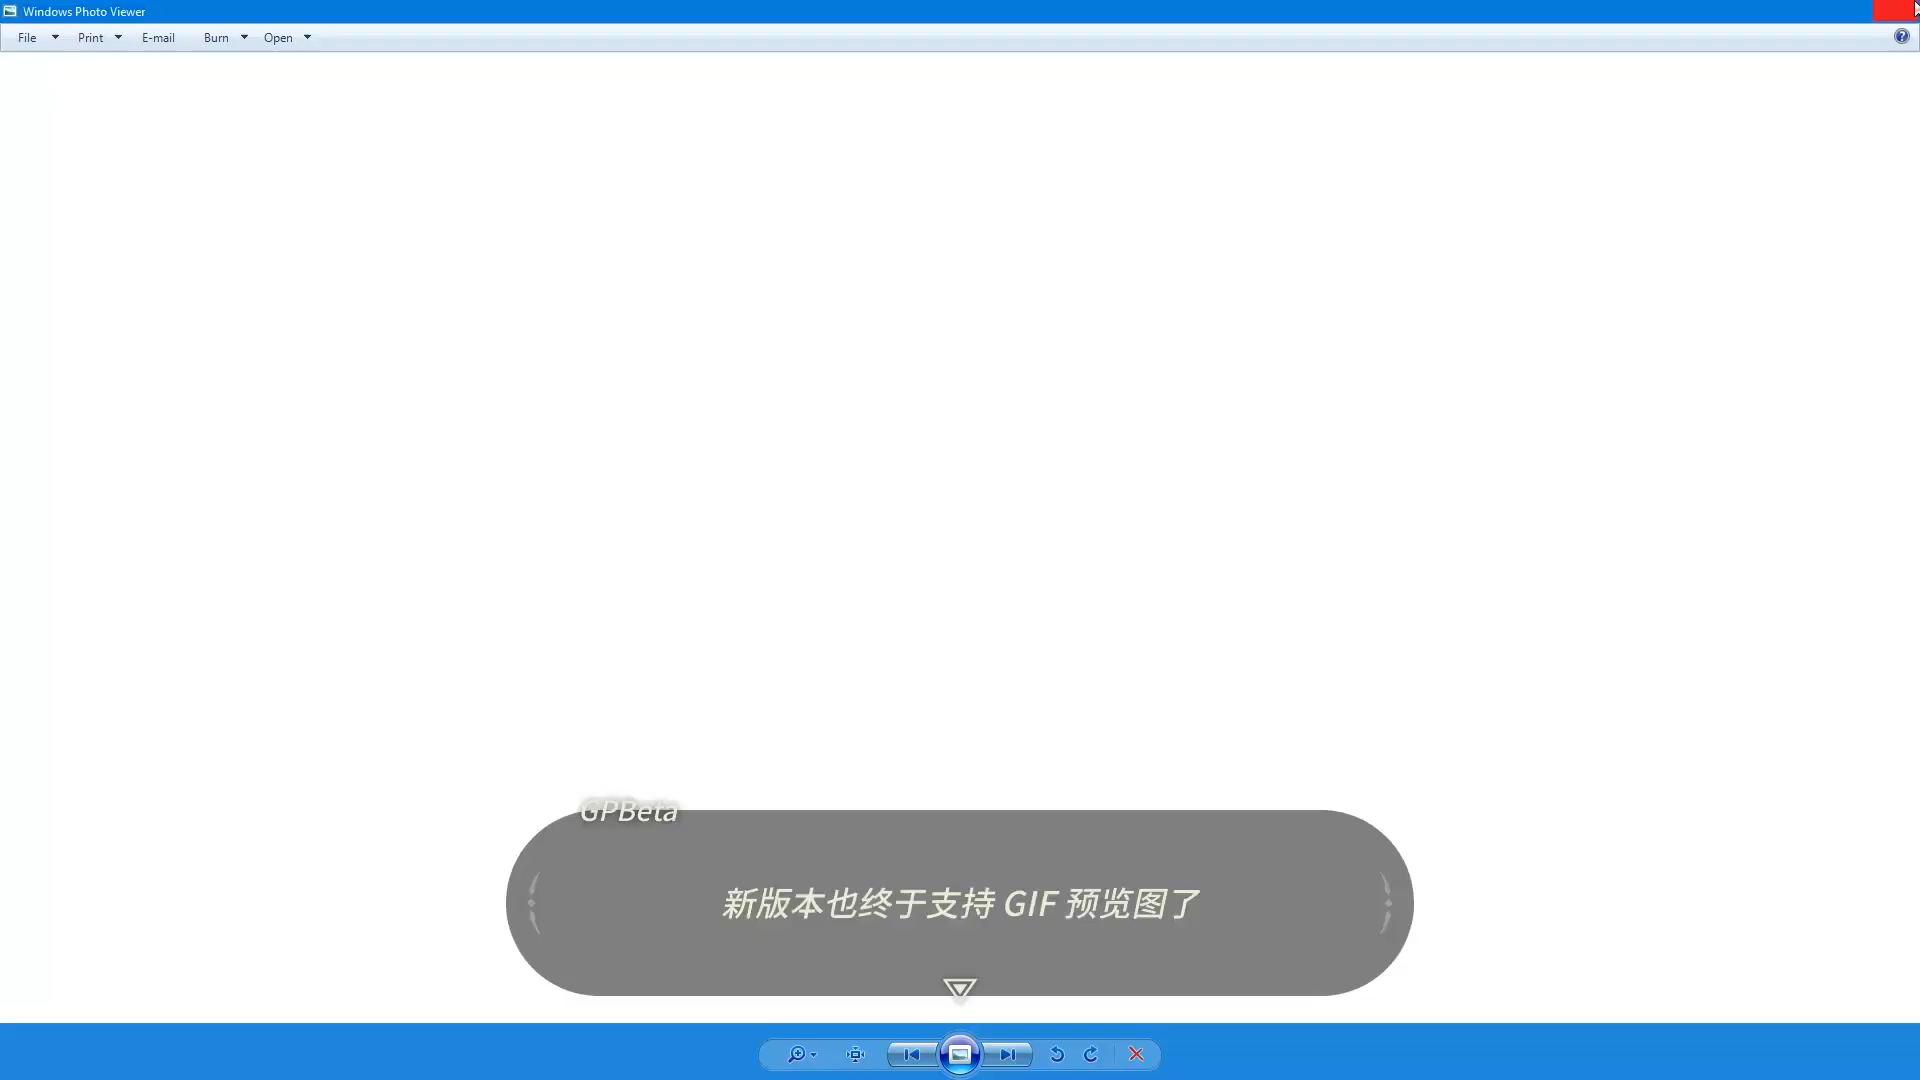 Windows Photo Viewer
File Print E-mail Burn Open
GPBeta
新版本也终于支持 GIF 预览图了